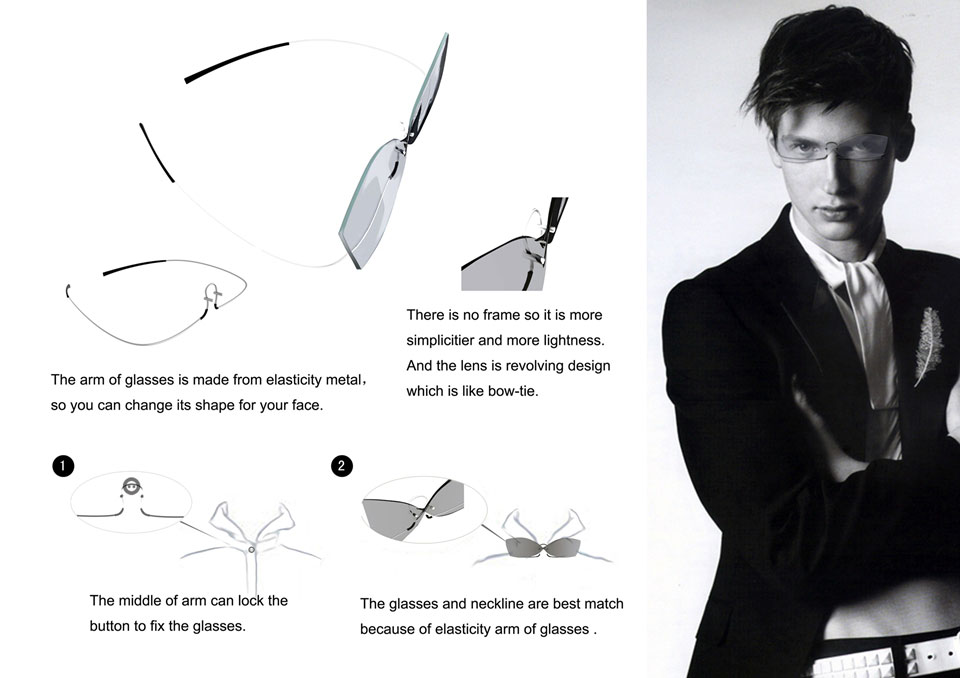 There is no frame so it is more
simplicitier and more lightness.
And the lens is revolving design
which is like bow-tie.
The arm of glasses is made from elasticity metal，
so you can change its shape for your face.
1
2
The middle of arm can lock the
button to fix the glasses.
The glasses and neckline are best match
because of elasticity arm of glasses .